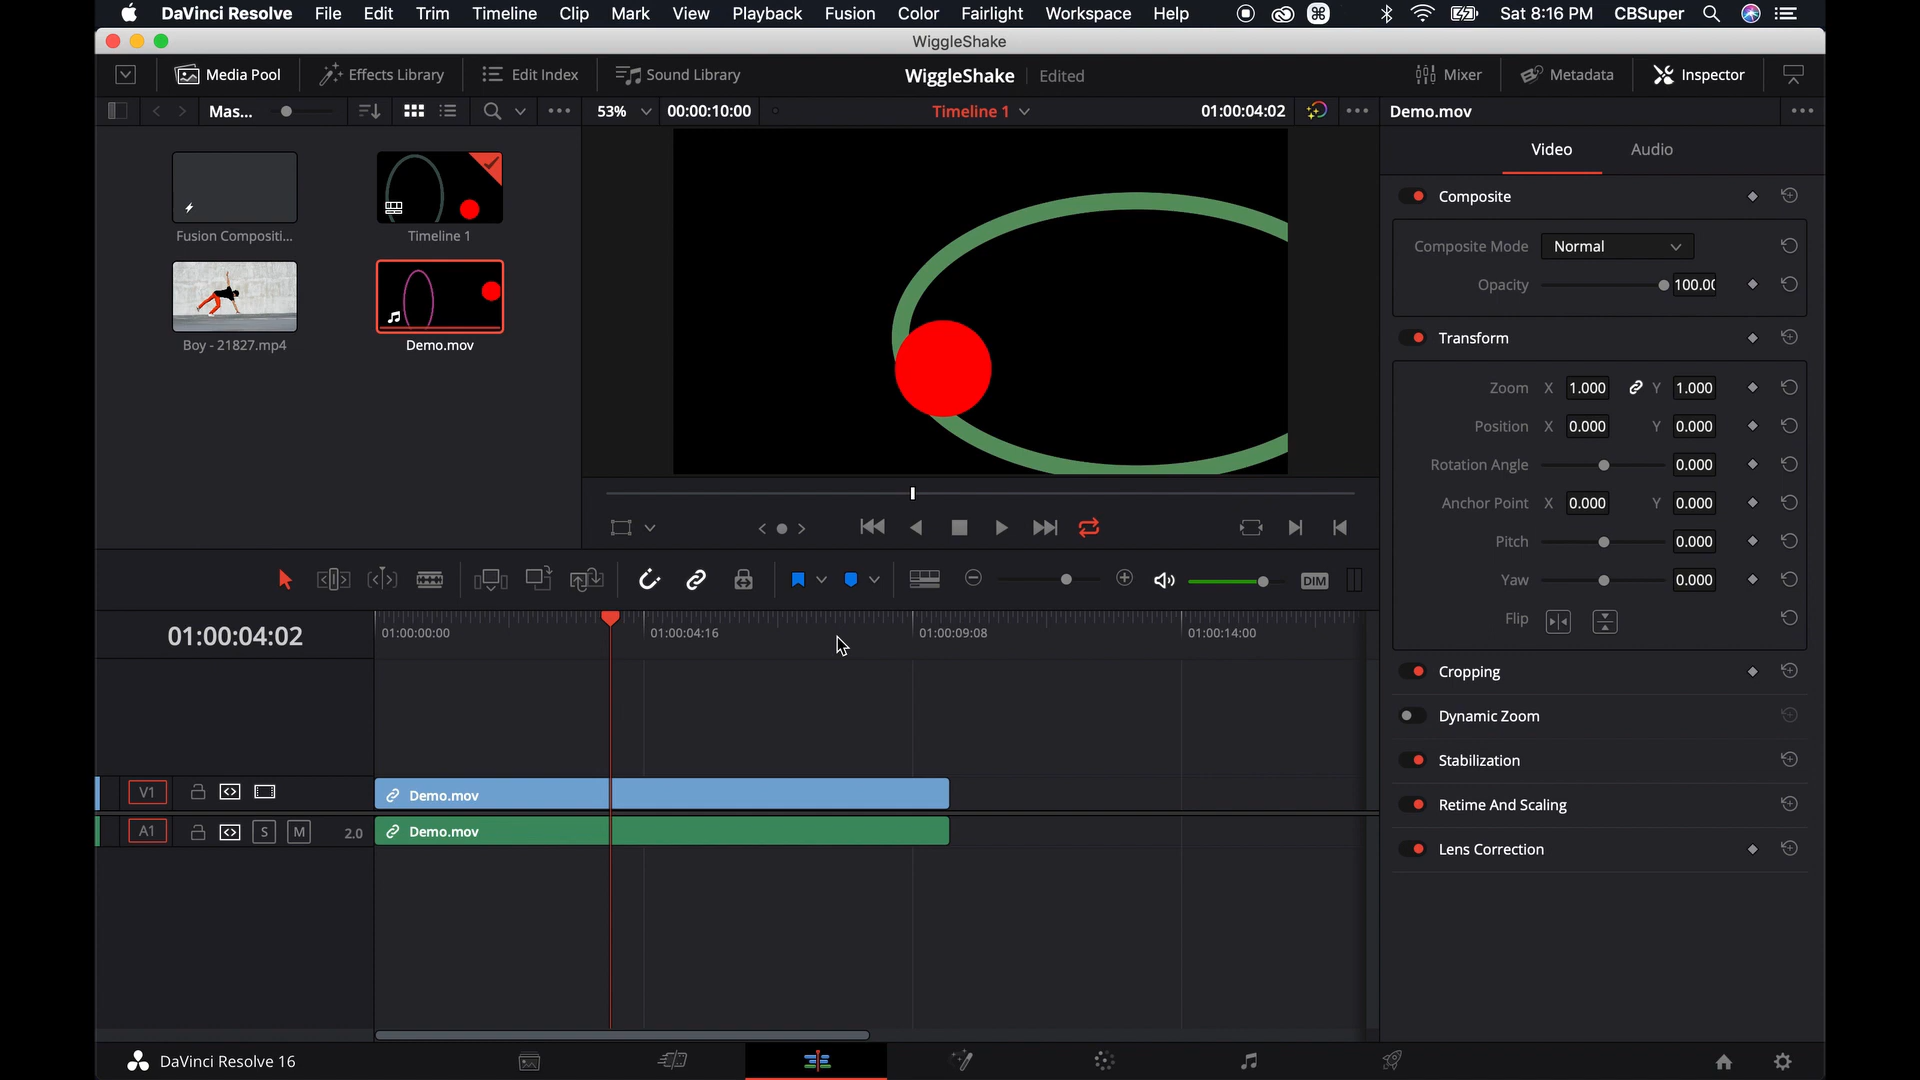 DaVinci Resolve File Edit Trim Timeline Clip Mark View Playback Fusion Color Fairlight Workspace Help Sat 8:16 PM CBSuper
WiggleShake
Media Pool Effects Library Edit Index Sound Library WiggleShake Edited Mixer Metadata Inspector
Mas... 53% 00:00:10:00 Timeline 1 01:00:04:02 Demo.mov
Video Audio
Composite
Fusion Compositi... Timeline 1
Composite Mode Normal
Opacity 100.00
Transform
Boy - 21827.mp4 Demo.mov
Zoom X 1.000 Y 1.000
Position X 0.000 Y 0.000
Rotation Angle 0.000
Anchor Point X 0.000 Y 0.000
Pitch 0.000
Yaw 0.000
DIM
Flip
01:00:04:02 01:00:00:00 01:00:04:16 01:00:09:08 01:00:14:00
Cropping
Dynamic Zoom
Stabilization
V1 Demo.mov
Retime And Scaling
A1 S M 2.0 Demo.mov
Lens Correction
DaVinci Resolve 16